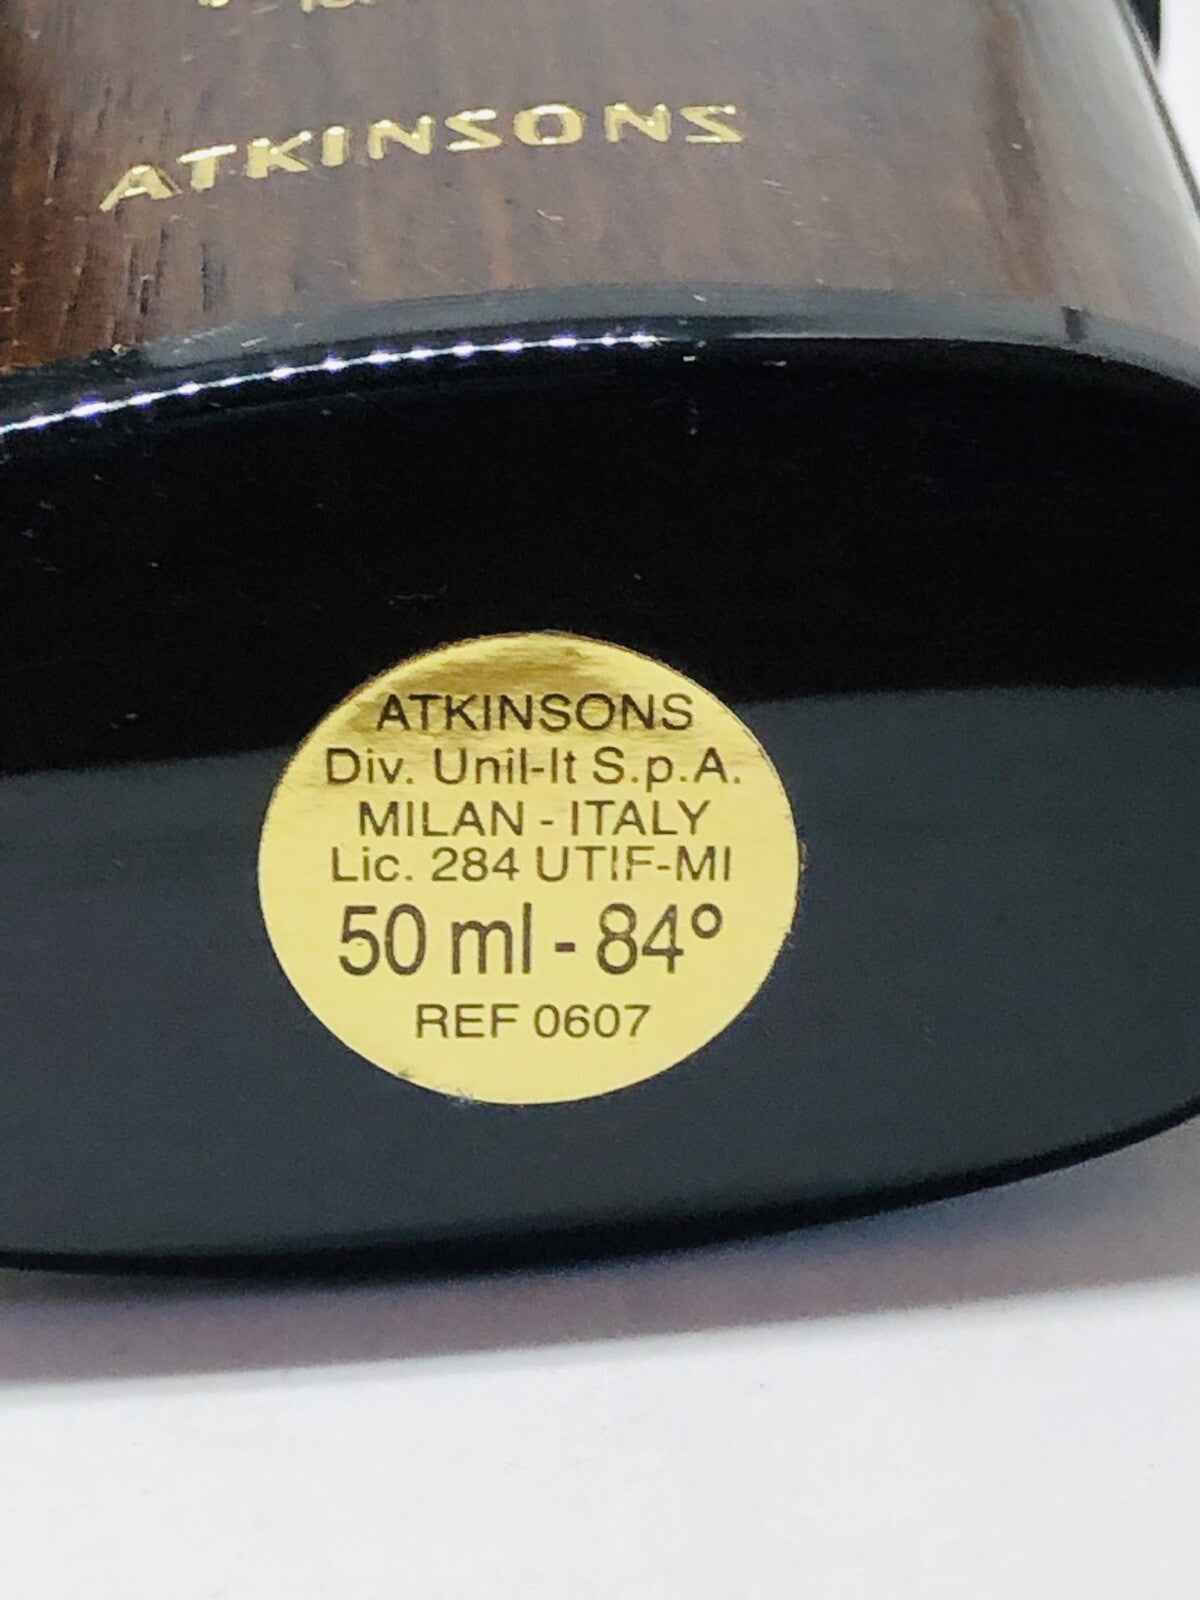 ATKINSONS
ATKINSONS
Div. Unil-It S.p.A.
MILAN - ITALY
Lic. 284 UTIF-MI
50 ml - 84°
REF 0607